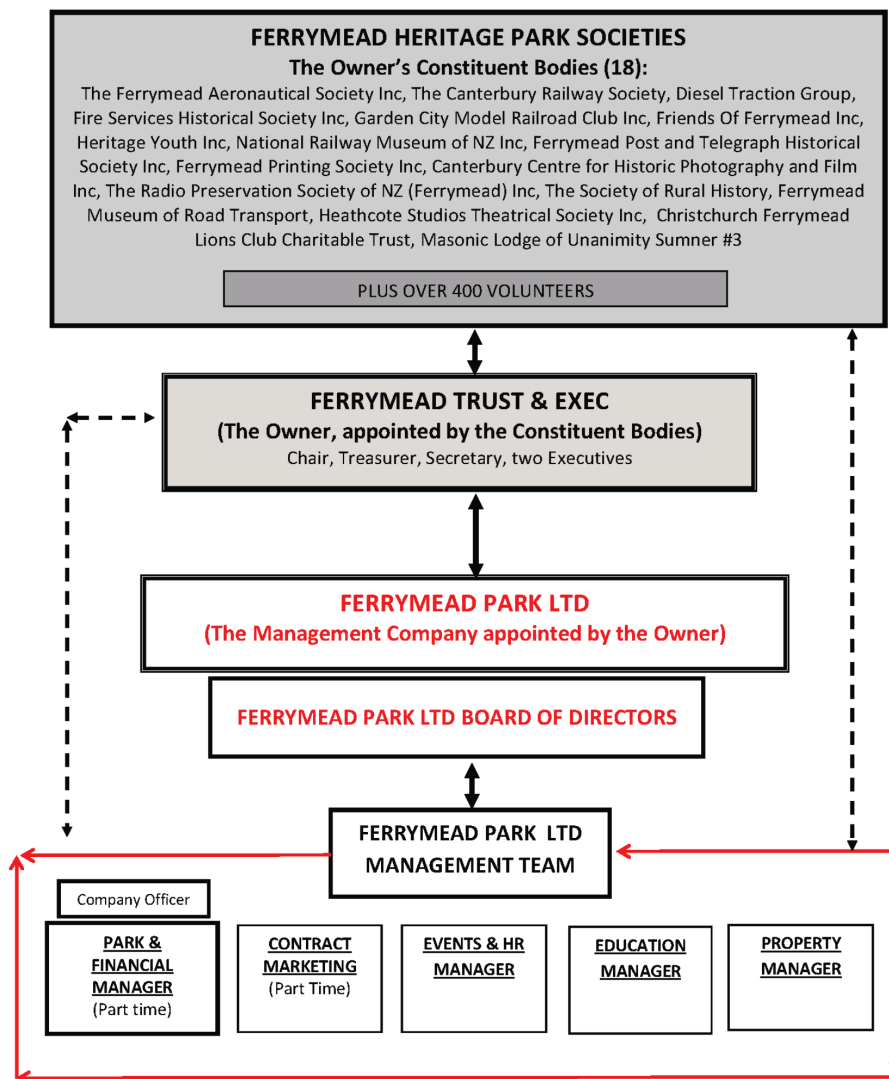 FERRYMEAD HERITAGE PARK SOCIETIES
The Owner's Constituent Bodies (18):
The Ferrymead Aeronautical Society Inc, The Canterbury Railway Society, Diesel Traction Group,
Fire Services Historical Society Inc, Garden City Model Railroad Club Inc, Friends Of Ferrymead Inc,
Heritage Youth Inc, National Railway Museum of NZ Inc, Ferrymead Post and Telegraph Historical
Society Inc, Ferrymead Printing Society Inc, Canterbury Centre for Historic Photography and Film
Inc, The Radio Preservation Society of NZ (Ferrymead) Inc, The Society of Rural History, Ferrymead
Museum of Road Transport, Heathcote Studios Theatrical Society Inc, Christchurch Ferrymead
Lions Club Charitable Trust, Masonic Lodge of Unanimity Sumner #3
PLUS OVER 400 VOLUNTEERS
FERRYMEAD TRUST & EXEC
(The Owner, appointed by the Constituent Bodies)
Chair, Treasurer, Secretary, two Executives
FERRYMEAD PARK LTD
(The Management Company appointed by the Owner)
FERRYMEAD PARK LTD BOARD OF DIRECTORS
FERRYMEAD PARK LTD
MANAGEMENT TEAM
Company Officer
PARK &
FINANCIAL
MANAGER
(Part time)
CONTRACT
MARKETING
(Part Time)
EVENTS & HR
MANAGER
EDUCATION
MANAGER
PROPERTY
MANAGER